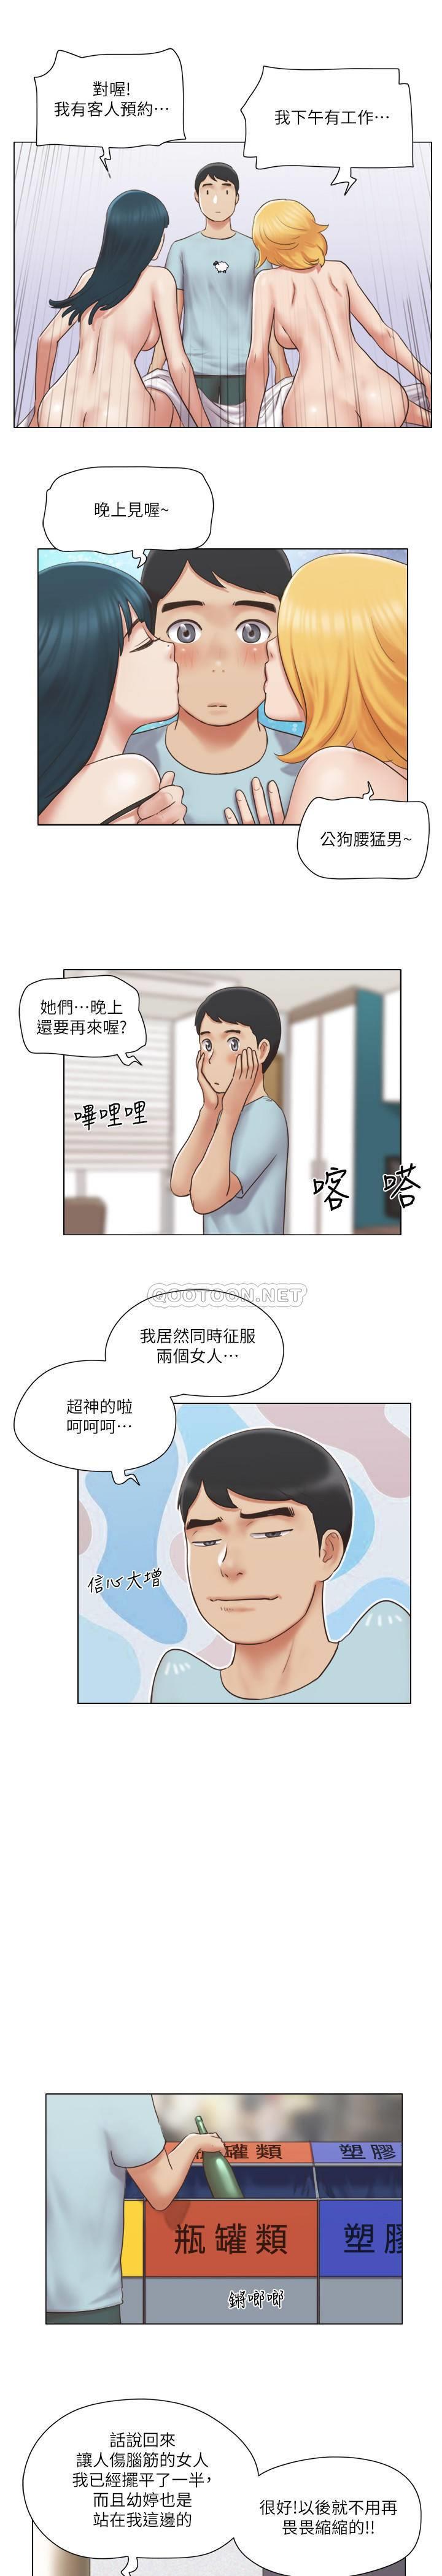 對喔!
我有客人預約⋯
我下午有工作⋯
晚上見喔~
公狗腰猛男~
她們⋯晚上
還要再來喔?
嗶哩哩
喀 嗒
QOOTOON.NET
我居然同時征服
兩個女人⋯
超神的啦
呵呵呵⋯
信心大增
罐類
塑膠
瓶罐類
塑膠
鏘啷啷
話說回來
讓人傷腦筋的女人
我已經擺平了一半,
而且幼婷也是
站在我這邊的
很好!以後就不用再
畏畏縮縮的!!